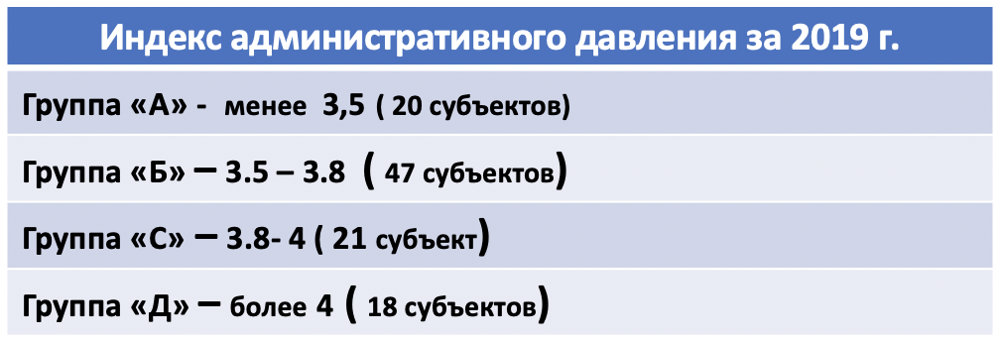 Индекс административного давления за 2019 г.
Группа «А» - менее 3,5 ( 20 субъектов)
Группа «Б» – 3.5 – 3.8 ( 47 субъектов)
Группа «С» – 3.8- 4 ( 21 субъект)
Группа «Д» – более 4 ( 18 субъектов)